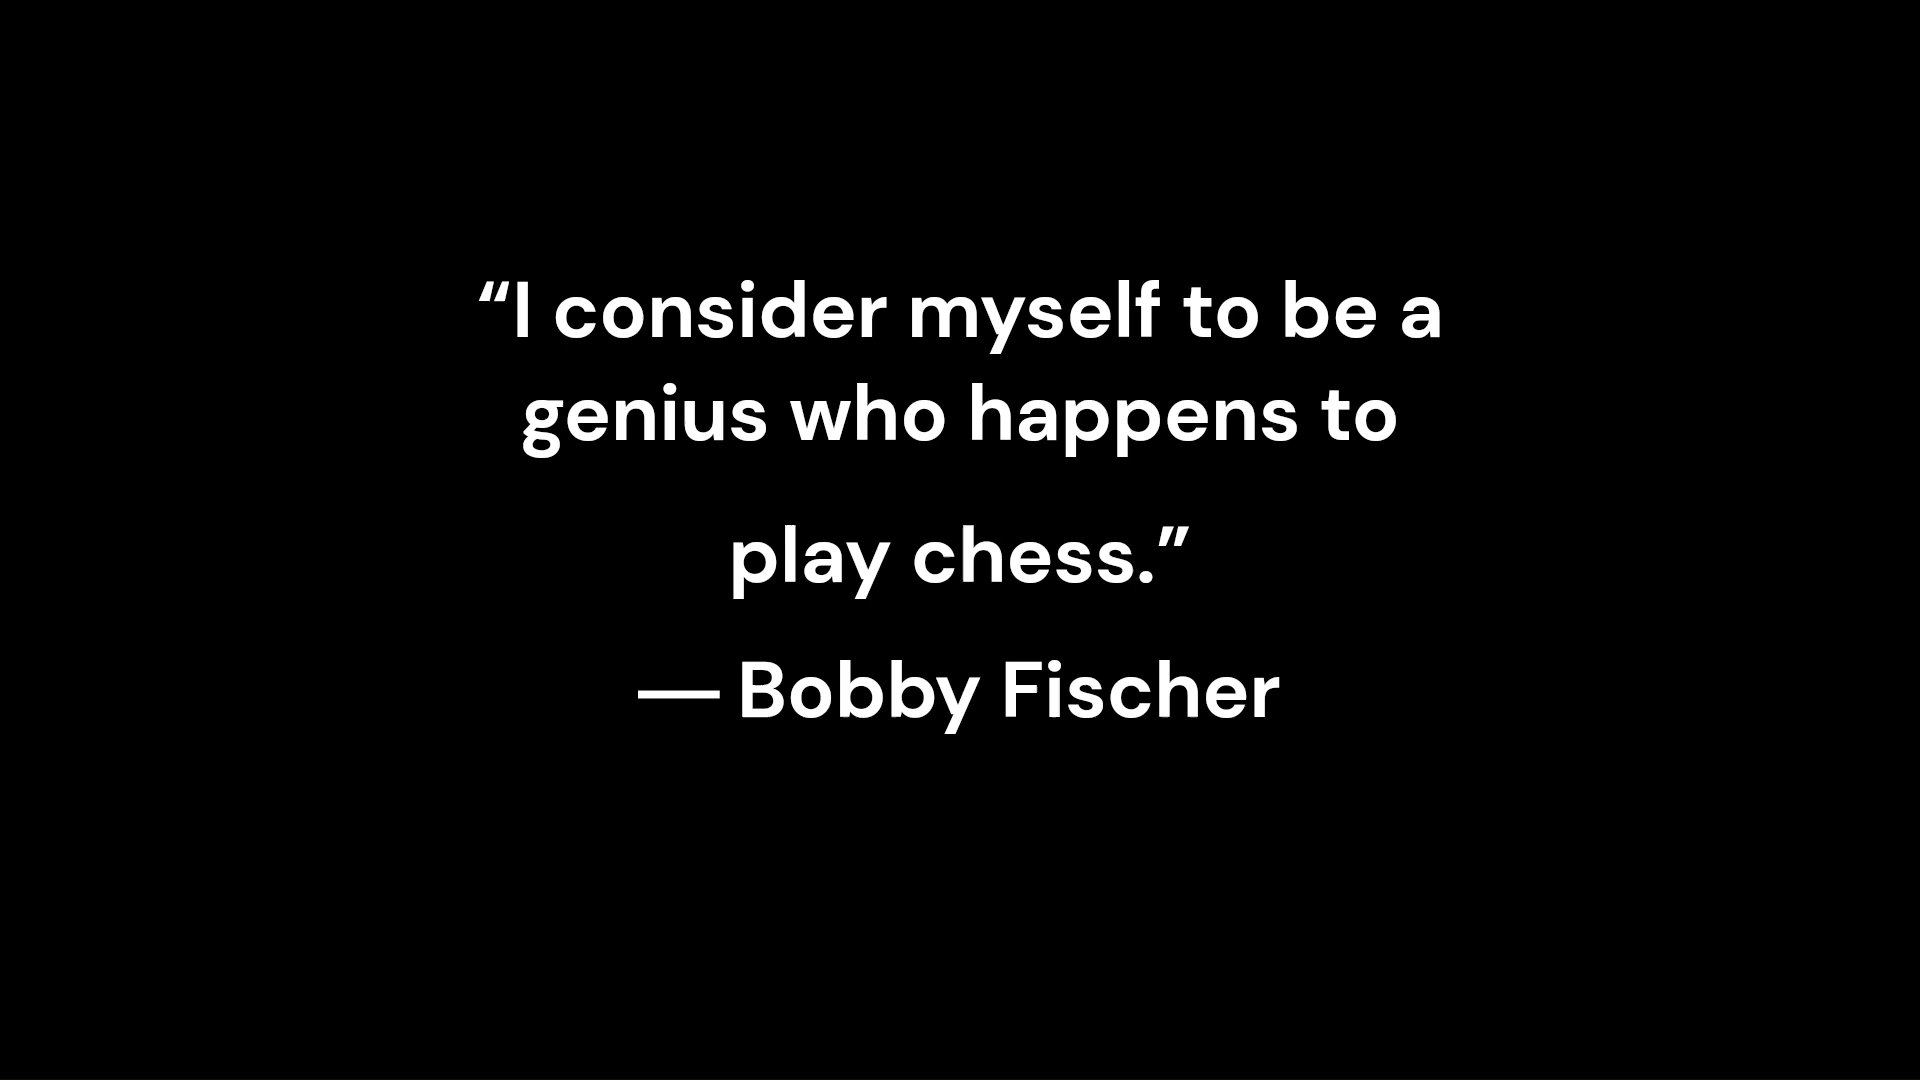 “I consider myself to be a
genius who happens to
play chess.”
— Bobby Fischer